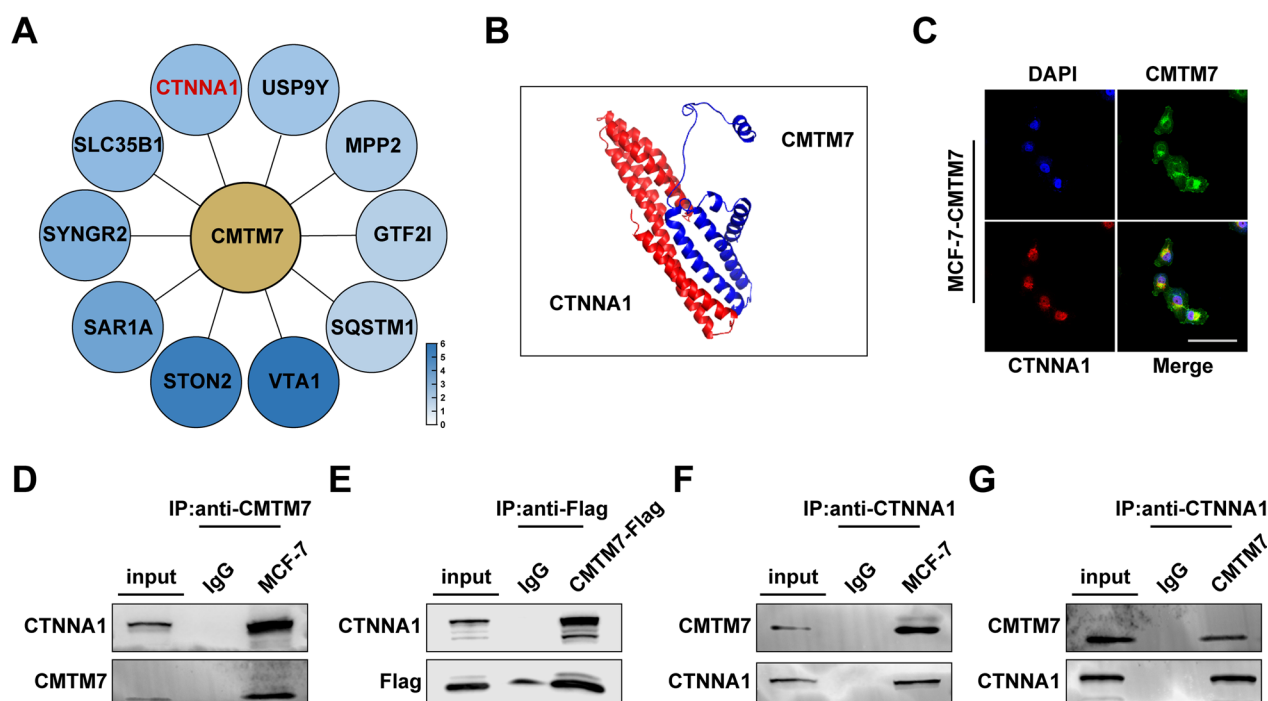 A
CTNNA1
USP9Y
SLC35B1
MPP2
SYNGR2
CMTM7
GTF2I
SAR1A
SQSTM1
STON2
VTA1
6
5
4
3
2
1
0
B
CMTM7
CTNNA1
C
DAPI
CMTM7
MCF-7-CMTM7
CTNNA1
Merge
D
IP:anti-CMTM7
input
IgG
MCF-7
CTNNA1
CMTM7
E
IP:anti-Flag
input
IgG
CMTM7-Flag
CTNNA1
Flag
F
IP:anti-CTNNA1
input
IgG
MCF-7
CMTM7
CTNNA1
G
IP:anti-CTNNA1
input
IgG
CMTM7
CMTM7
CTNNA1